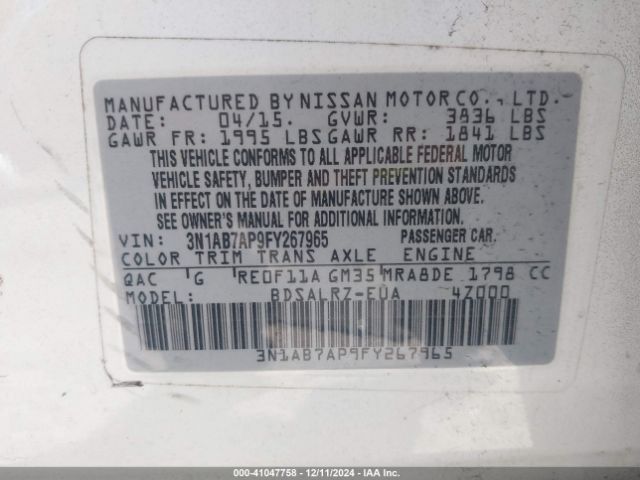 MANUFACTURED BY NISSAN MOTOR CO., LTD.
DATE: 04/15. GVWR: 3836 LBS
GAWR FR: 1995 LBS GAWR RR: 1841 LBS
THIS VEHICLE CONFORMS TO ALL APPLICABLE FEDERAL MOTOR
VEHICLE SAFETY, BUMPER AND THEFT PREVENTION STANDARDS
IN EFFECT ON THE DATE OF MANUFACTURE SHOWN ABOVE.
SEE OWNER'S MANUAL FOR ADDITIONAL INFORMATION.
VIN: 3N1AB7AP9FY267965 PASSENGER CAR.
COLOR TRIM TRANS AXLE ENGINE
QAC G RE0F11A GM35 MRA8DE 1798 CC
MODEL: BDSALRZ-EUA 4Z000
3N1AB7AP9FY267965
000-41047758 - 12/11/2024 - IAA Inc.